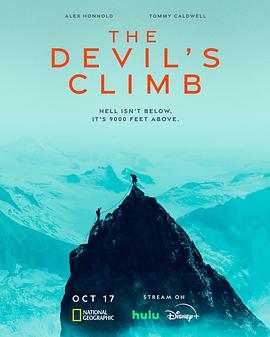 ALEX HONNOLD TOMMY CALDWELL
THE
DEVIL'S
CLIMB
HELL ISN'T BELOW,
IT'S 9000 FEET ABOVE.
OCT 17 STREAM ON
NATIONAL
GEOGRAPHIC
hulu Disney+